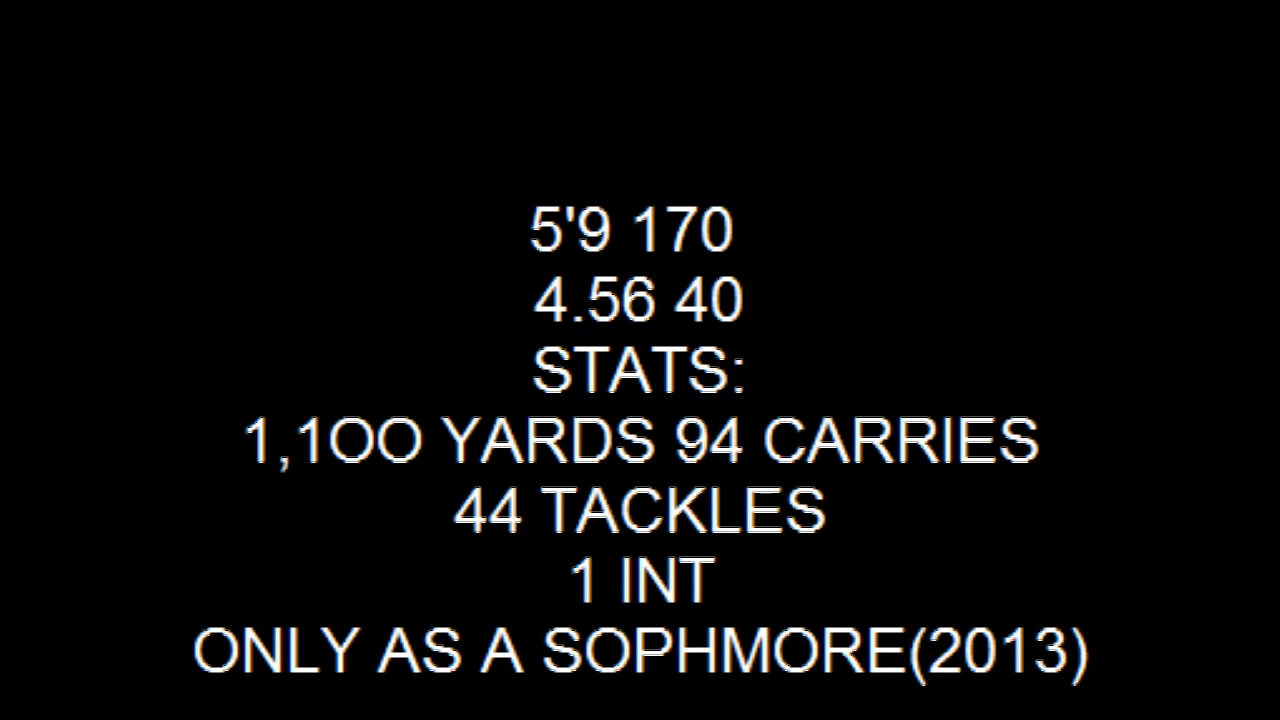 5'9 170
4.56 40
STATS:
1,1OO YARDS 94 CARRIES
44 TACKLES
1 INT
ONLY AS A SOPHMORE(2013)